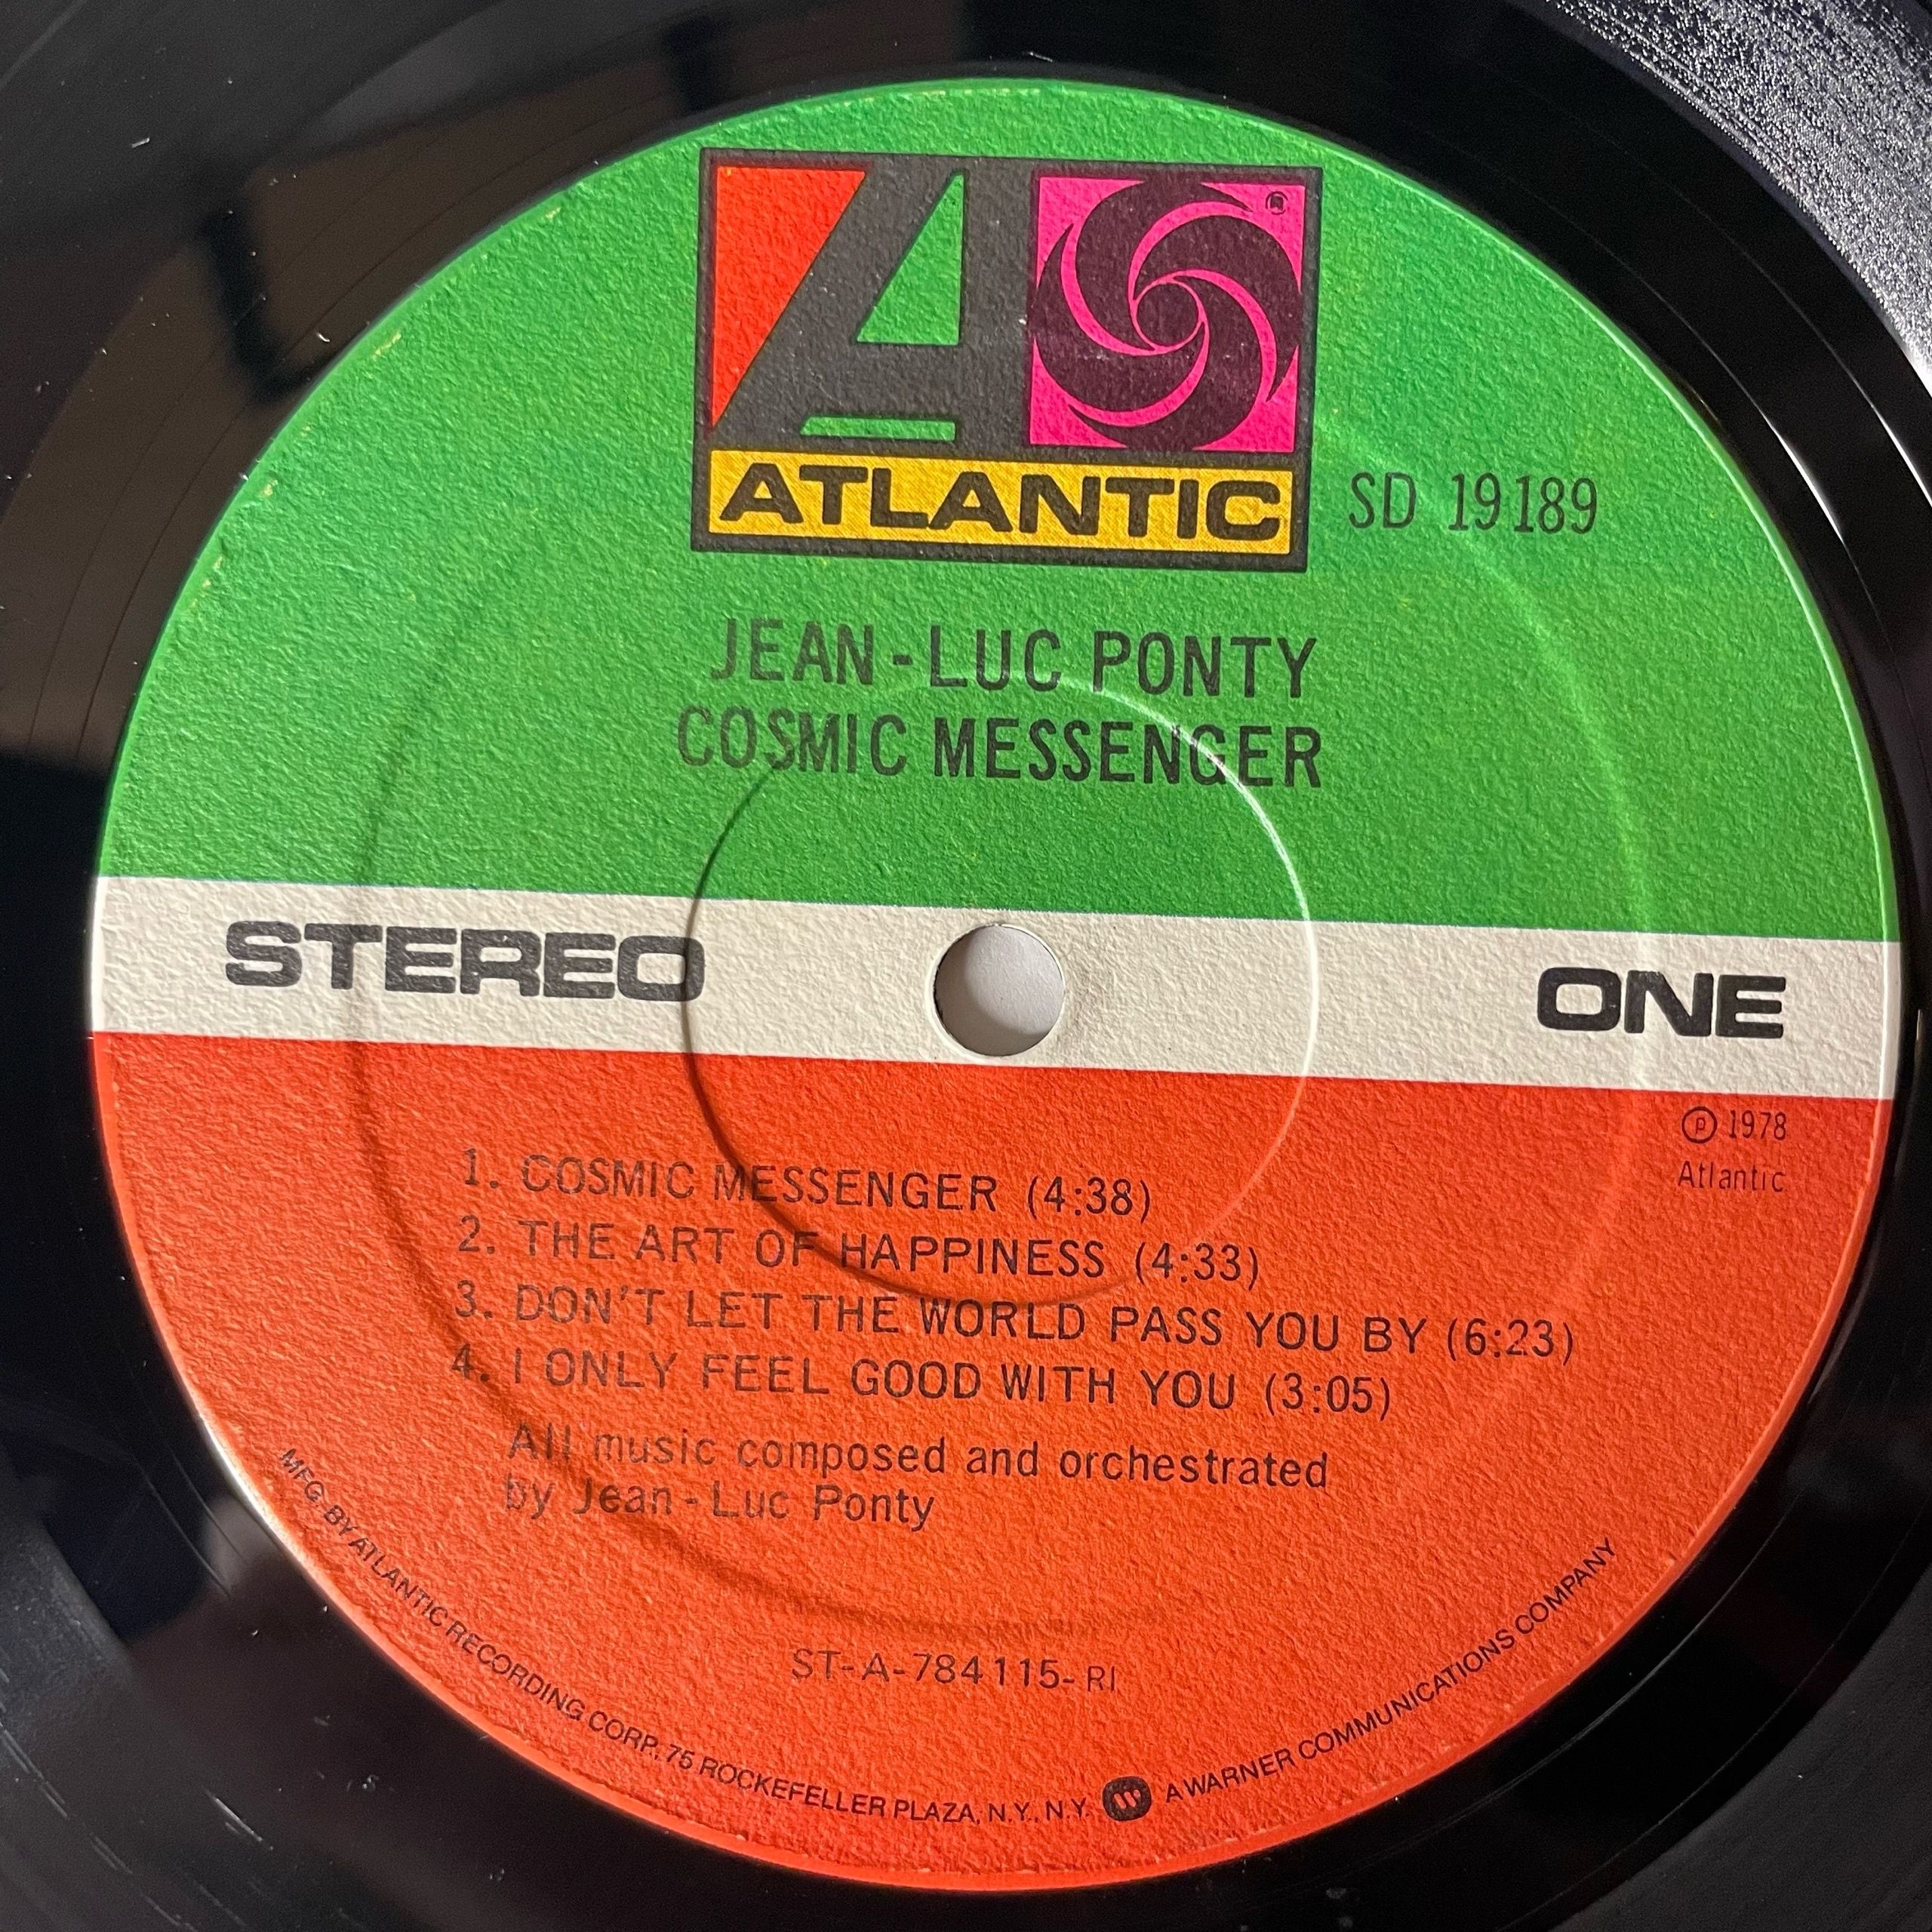 A ®
ATLANTIC
SD 19189
JEAN-LUC PONTY
COSMIC MESSENGER
STEREO
ONE
℗ 1978
Atlantic
1. COSMIC MESSENGER (4:38)
2. THE ART OF HAPPINESS (4:33)
3. DON'T LET THE WORLD PASS YOU BY (6:23)
4. I ONLY FEEL GOOD WITH YOU (3:05)
All music composed and orchestrated
by Jean-Luc Ponty
ST-A-784115-RI
MFG BY ATLANTIC RECORDING CORP., 75 ROCKEFELLER PLAZA, N.Y., N.Y. W A WARNER COMMUNICATIONS COMPANY